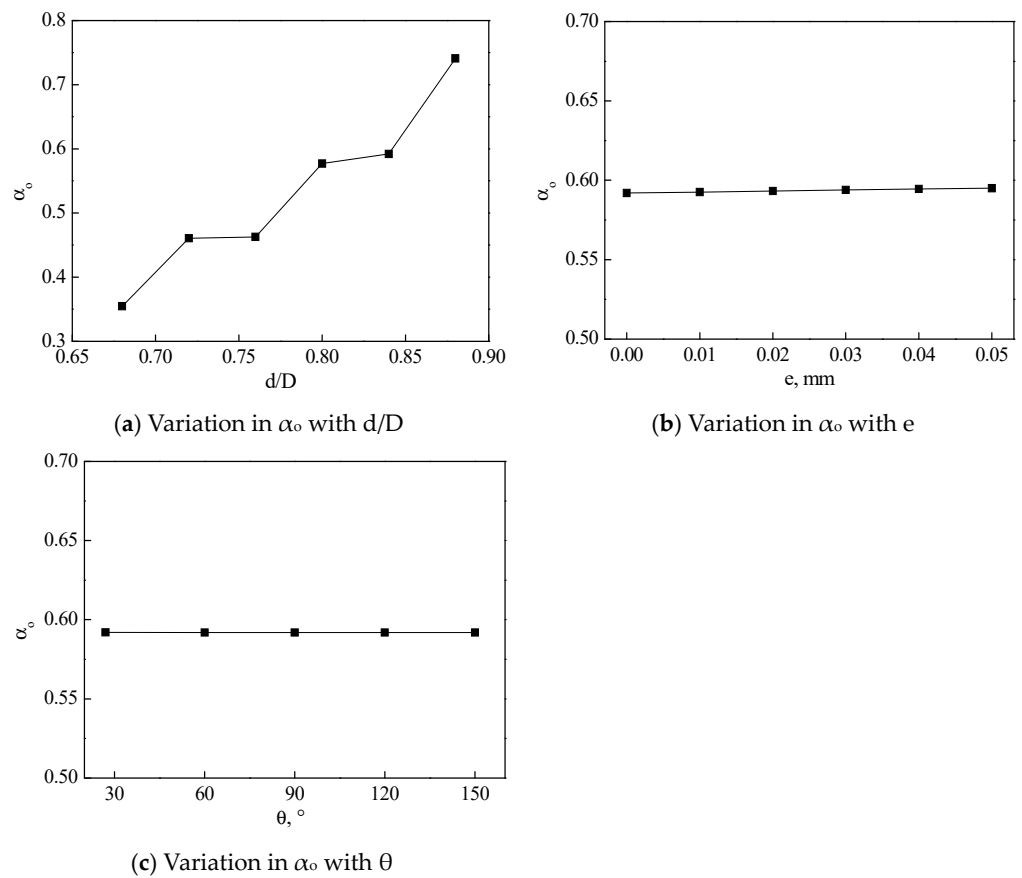 0.8
0.7
0.6
0.5
0.4
0.3
αₒ
0.65 0.70 0.75 0.80 0.85 0.90
d/D
(a) Variation in αₒ with d/D
0.70
0.65
0.60
0.55
0.50
αₒ
0.00 0.01 0.02 0.03 0.04 0.05
e, mm
(b) Variation in αₒ with e
0.70
0.65
0.60
0.55
0.50
αₒ
30 60 90 120 150
θ, °
(c) Variation in αₒ with θ